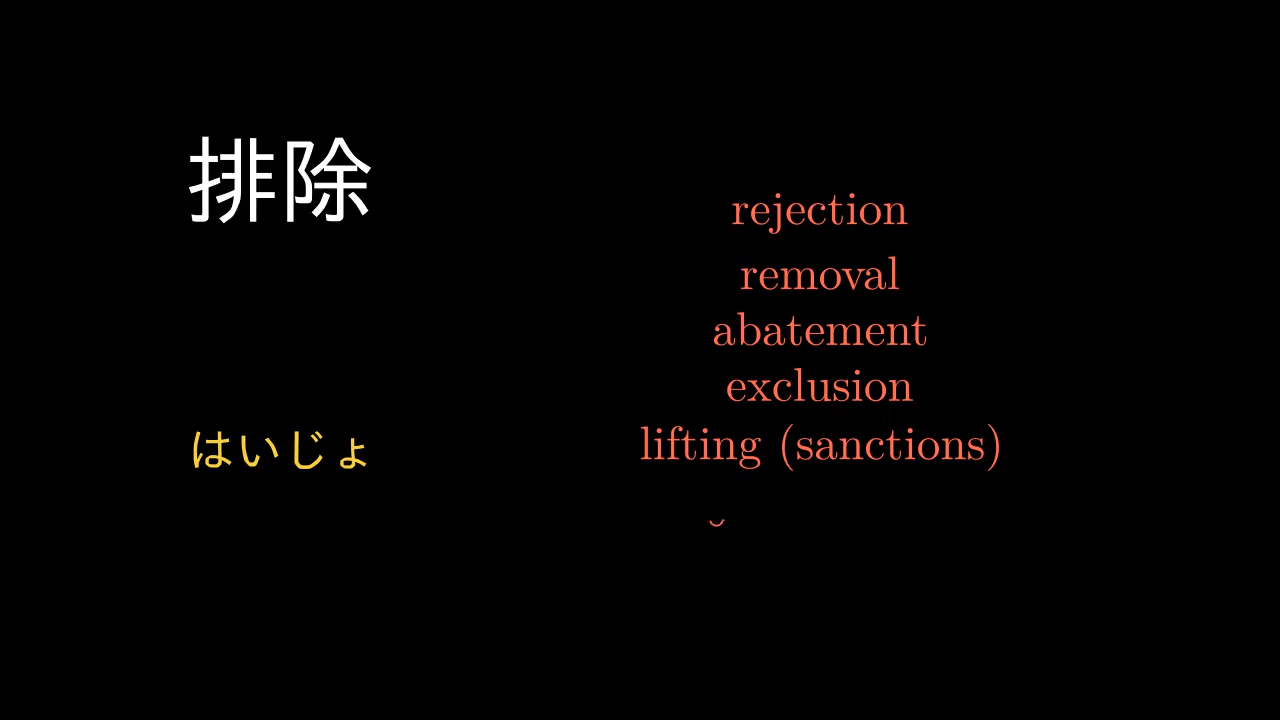 排除
はいじょ
rejection
removal
abatement
exclusion
lifting (sanctions)